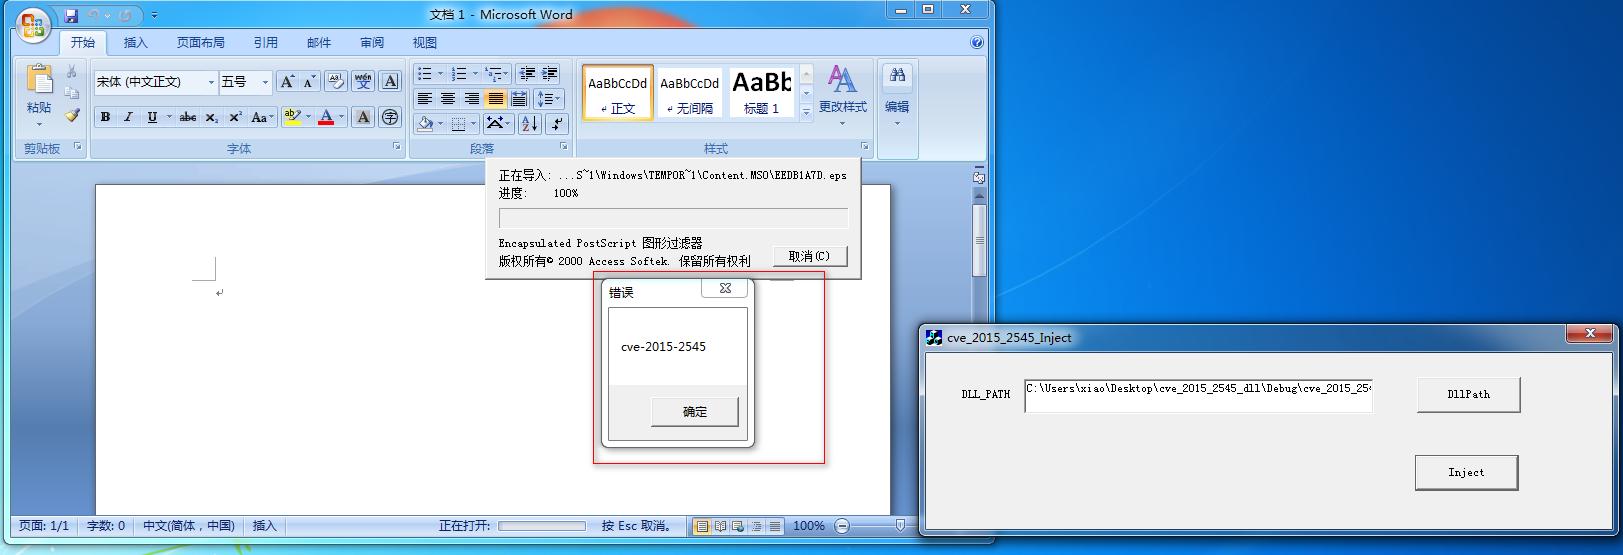 文档 1 - Microsoft Word
开始 插入 页面布局 引用 邮件 审阅 视图
宋体 (中文正文) 五号
粘贴
B I U abe X₂ X² Aa A A
AaBbCcDd AaBbCcDd AaBb
正文 无间隔 标题 1 更改样式 编辑
剪贴板 字体 段落 样式
正在导入: ...S~1\Windows\TEMPOR~1\Content.MSO\EEDB1A7D.eps
进度: 100%
Encapsulated PostScript 图形过滤器
版权所有© 2000 Access Softek. 保留所有权利
取消(C)
错误
cve-2015-2545
确定
页面: 1/1 字数: 0 中文(简体，中国) 插入 正在打开: 按 Esc 取消。 100%
cve_2015_2545_Inject
DLL_PATH C:\Users\xiao\Desktop\cve_2015_2545_dll\Debug\cve_2015_254 DllPath
Inject